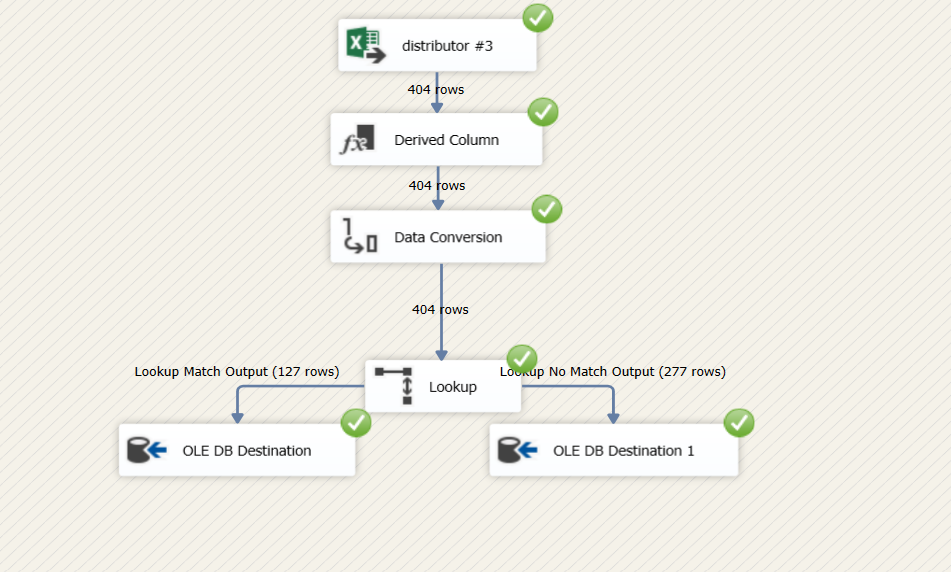 distributor #3
404 rows
Derived Column
404 rows
Data Conversion
404 rows
Lookup Match Output (127 rows)
Lookup No Match Output (277 rows)
Lookup
OLE DB Destination
OLE DB Destination 1